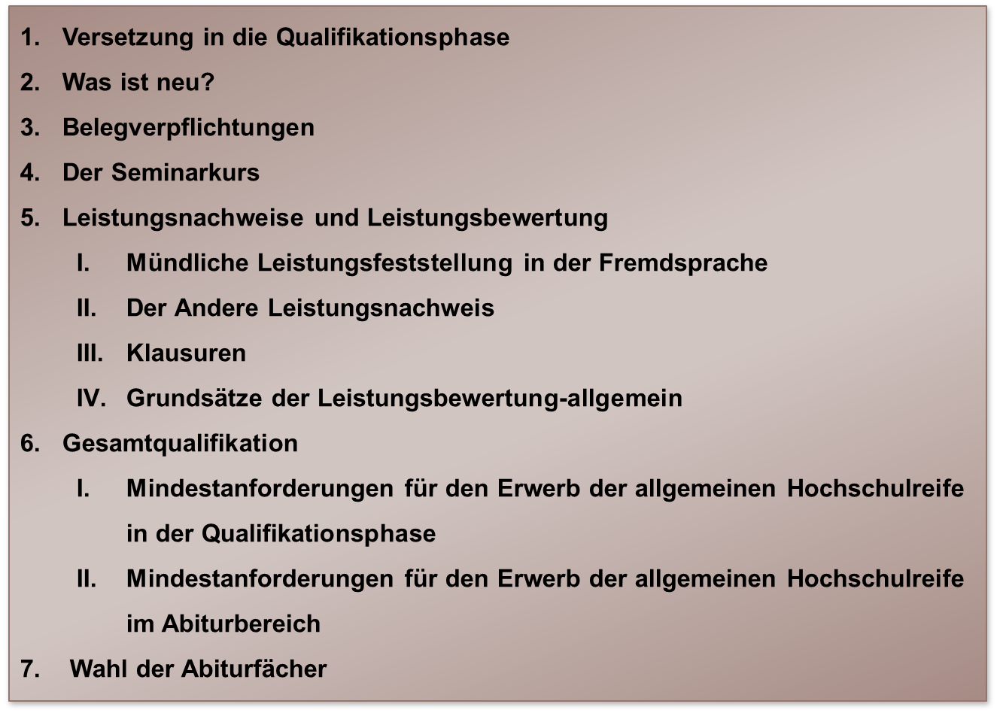 1. Versetzung in die Qualifikationsphase
2. Was ist neu?
3. Belegverpflichtungen
4. Der Seminarkurs
5. Leistungsnachweise und Leistungsbewertung
I. Mündliche Leistungsfeststellung in der Fremdsprache
II. Der Andere Leistungsnachweis
III. Klausuren
IV. Grundsätze der Leistungsbewertung-allgemein
6. Gesamtqualifikation
I. Mindestanforderungen für den Erwerb der allgemeinen Hochschulreife
in der Qualifikationsphase
II. Mindestanforderungen für den Erwerb der allgemeinen Hochschulreife
im Abiturbereich
7. Wahl der Abiturfächer